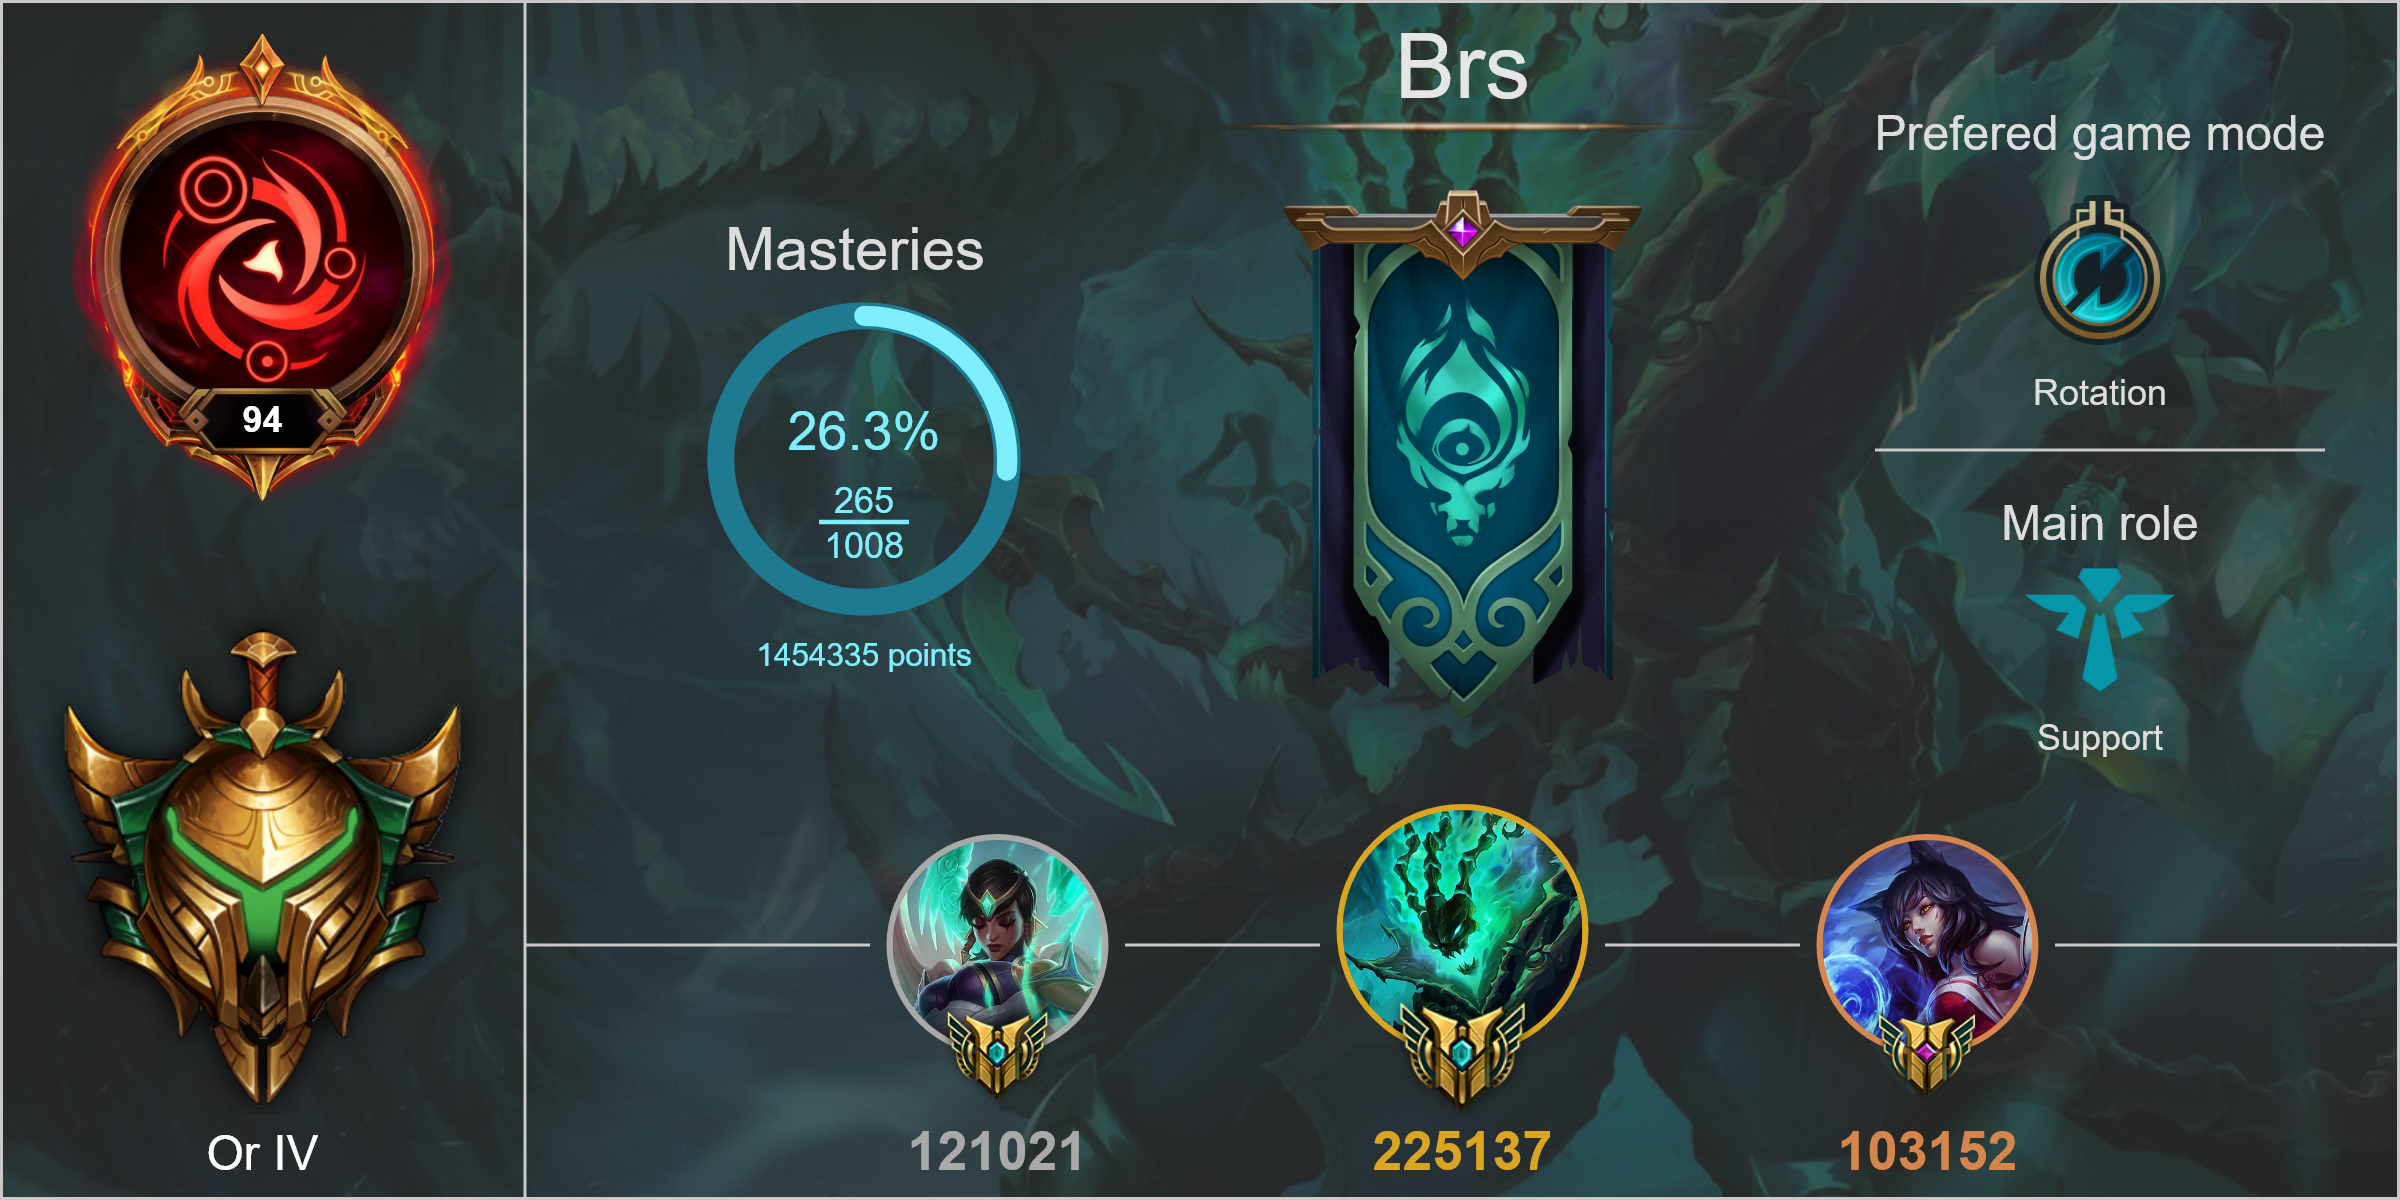 94
Or IV
Brs
Masteries
26.3%
265
1008
1454335 points
Prefered game mode
Rotation
Main role
Support
121021
225137
103152